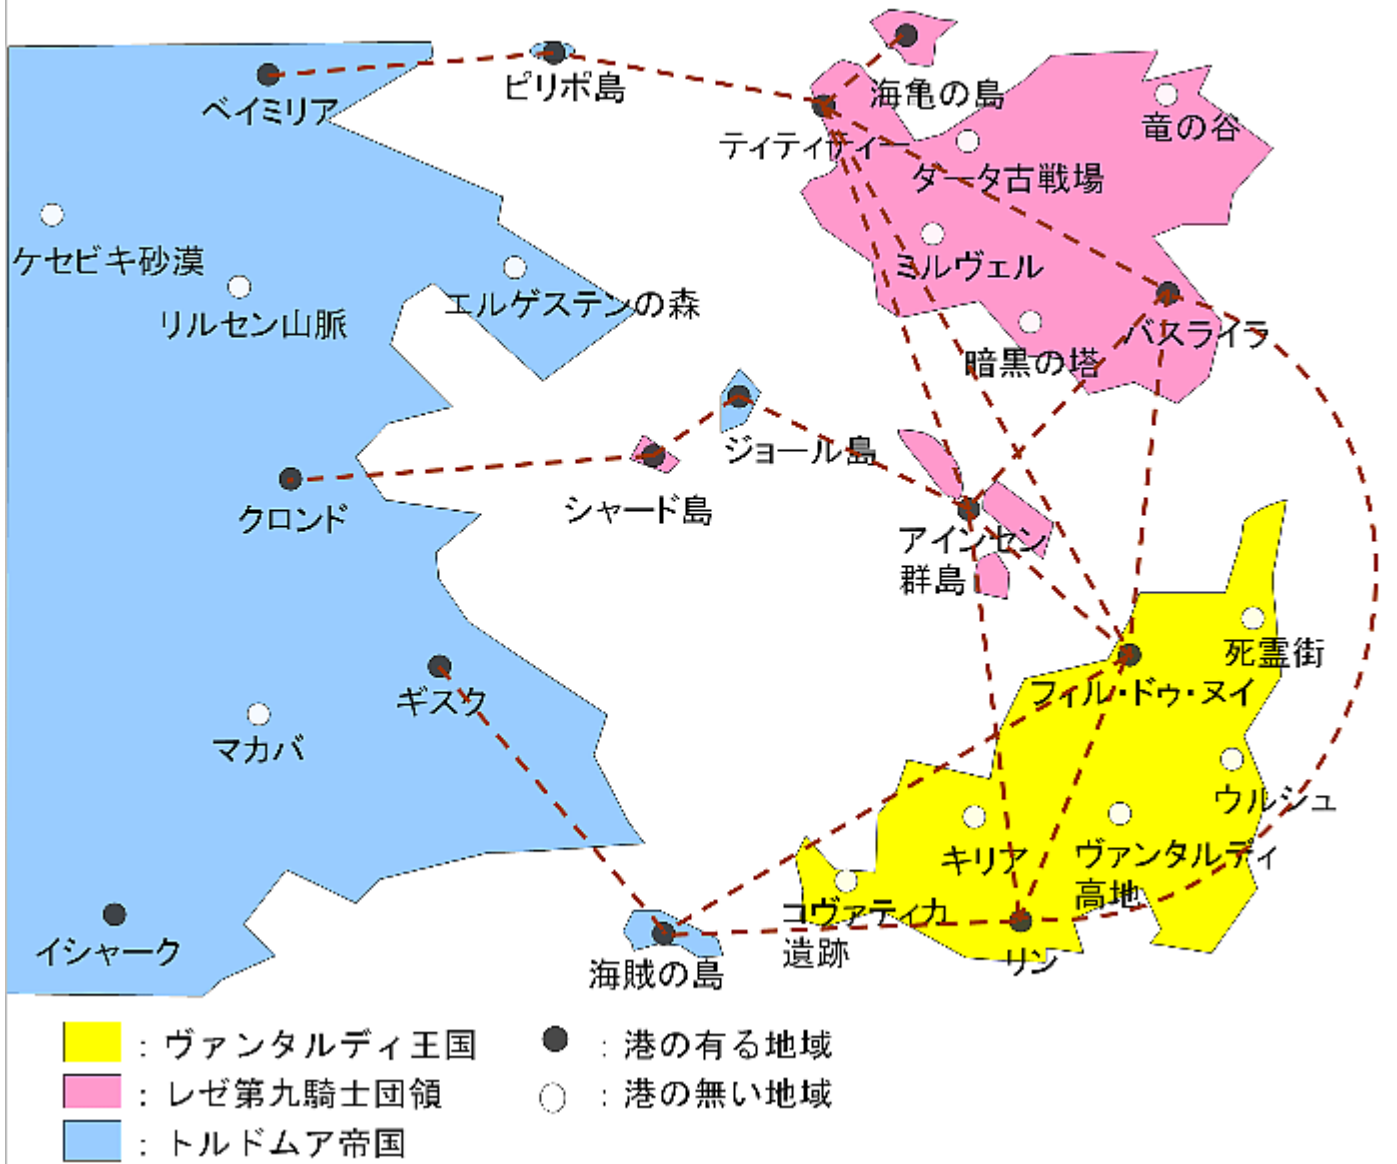 ベイミリア
ピリポ島
海亀の島
竜の谷
ティティティー
ダータ古戦場
ケセビキ砂漠
リルセン山脈
エルゲステンの森
ミルヴェル
バスライラ
暗黒の塔
ジョール島
クロンド
シャード島
アインセン
群島
死霊街
フィル・ドゥ・ヌイ
ギスク
マカバ
ウルシュ
キリア
ヴァンタルディ
高地
コヴァティカ
遺跡
イシャーク
海賊の島
リン
：ヴァンタルディ王国
：港の有る地域
：レゼ第九騎士団領
：港の無い地域
：トルドムア帝国